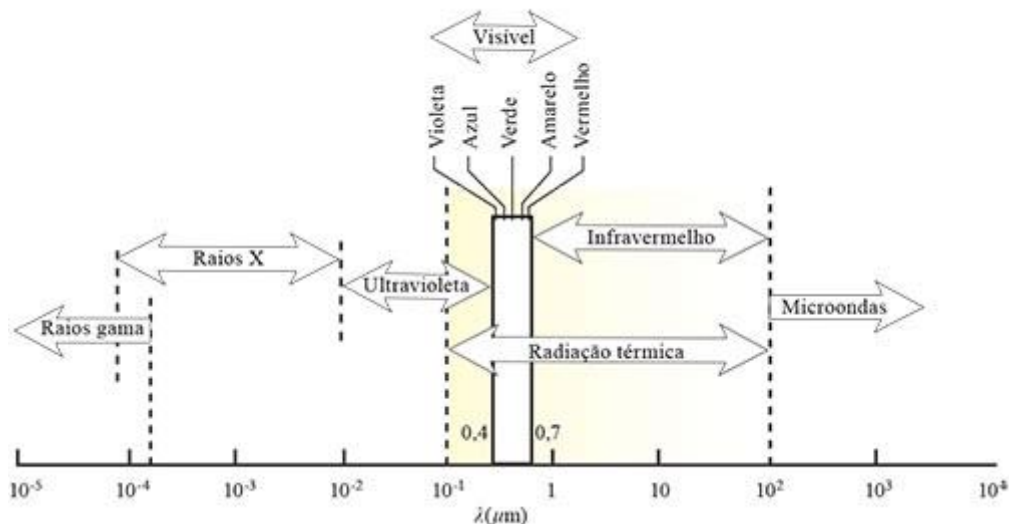 Visível
Violeta
Azul
Verde
Amarelo
Vermelho
Infravermelho
Raios X
Ultravioleta
Microondas
Raios gama
Radiação térmica
0,4
0,7
10⁻⁵ 10⁻⁴ 10⁻³ 10⁻² 10⁻¹ 1 10 10² 10³ 10⁴
λ(μm)